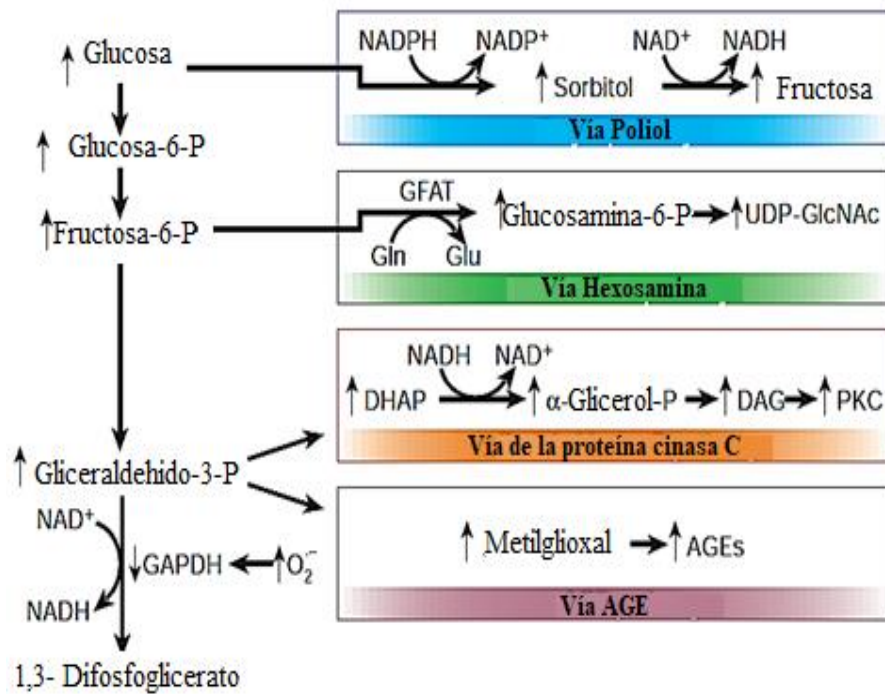 ↑ Glucosa
↑ Glucosa-6-P
↑Fructosa-6-P
↑ Gliceraldehido-3-P
NAD⁺
↓GAPDH ↑O₂·⁻
NADH
1,3- Difosfoglicerato
NADPH NADP⁺ NAD⁺ NADH
↑ Sorbitol ↑ Fructosa
Vía Poliol
GFAT
↑Glucosamina-6-P ↑UDP-GlcNAc
Gln Glu
Vía Hexosamina
NADH NAD⁺
↑ DHAP ↑ α-Glicerol-P ↑ DAG ↑ PKC
Vía de la proteína cinasa C
↑ Metilglioxal ↑ AGEs
Vía AGE